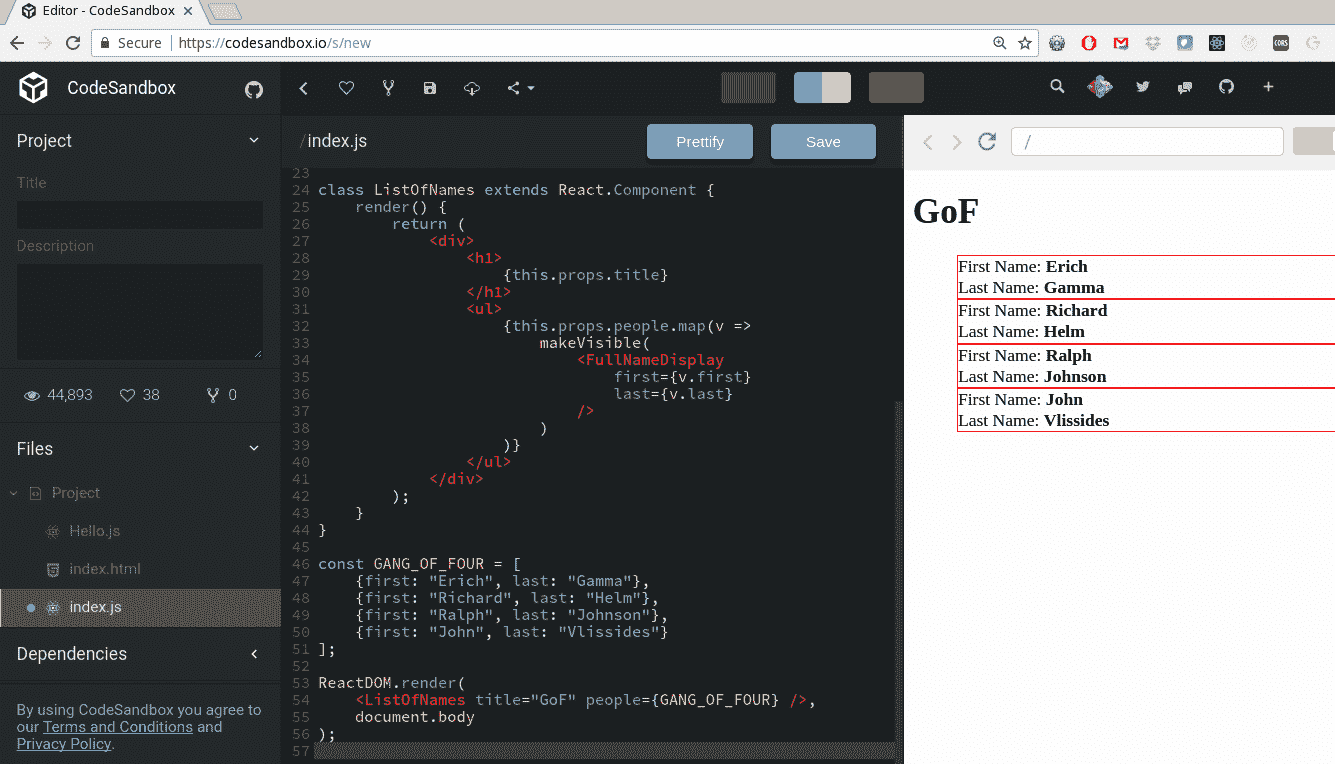 Editor - CodeSandbox
Secure
https://codesandbox.io/s/new
CodeSandbox
Project
Title
Description
44,893
38
0
Files
Project
Hello.js
index.html
index.js
Dependencies
By using CodeSandbox you agree to
our Terms and Conditions and
Privacy Policy.
/index.js
Prettify
Save
23
24 class ListOfNames extends React.Component {
25     render() {
26         return (
27             <div>
28                 <h1>
29                     {this.props.title}
30                 </h1>
31                 <ul>
32                     {this.props.people.map(v =>
33                         makeVisible(
34                             <FullNameDisplay
35                                 first={v.first}
36                                 last={v.last}
37                             />
38                         )
39                     )}
40                 </ul>
41             </div>
42         );
43     }
44 }
45
46 const GANG_OF_FOUR = [
47     {first: "Erich", last: "Gamma"},
48     {first: "Richard", last: "Helm"},
49     {first: "Ralph", last: "Johnson"},
50     {first: "John", last: "Vlissides"}
51 ];
52
53 ReactDOM.render(
54     <ListOfNames title="GoF" people={GANG_OF_FOUR} />,
55     document.body
56 );
57
/
GoF
First Name: Erich
Last Name: Gamma
First Name: Richard
Last Name: Helm
First Name: Ralph
Last Name: Johnson
First Name: John
Last Name: Vlissides
CORS